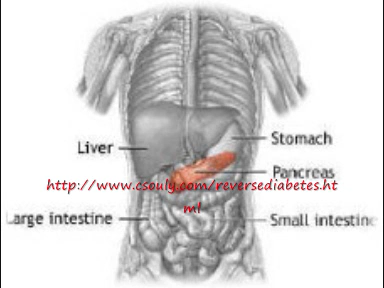 Stomach
Liver
Pancreas
http://www.csouly.com/reversediabetes.ht
ml
Large intestine
Small intestine